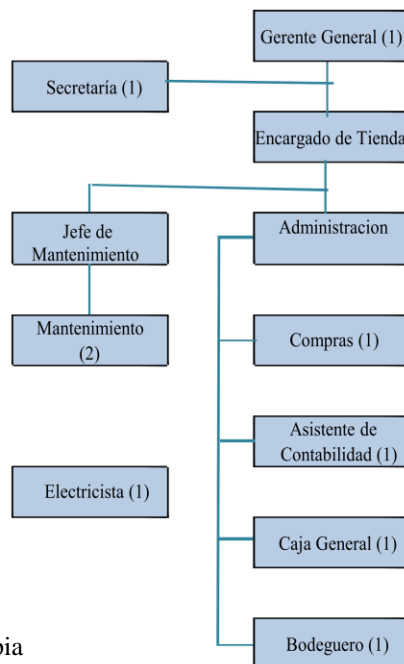 Gerente General (1)
Secretaría (1)
Encargado de Tienda
Jefe de
Mantenimiento
Administracion
Mantenimiento
(2)
Compras (1)
Asistente de
Contabilidad (1)
Electricista (1)
Caja General (1)
Bodeguero (1)